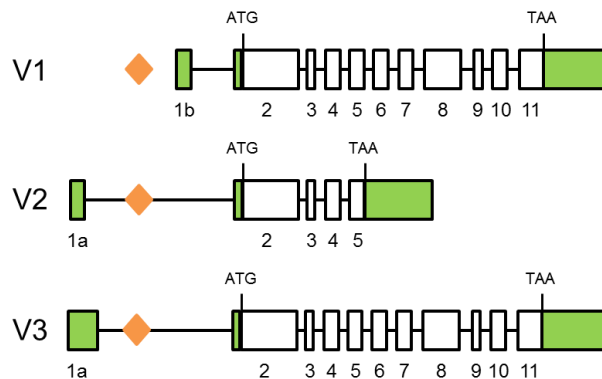 ATG TAA
V1
1b 2 3 4 5 6 7 8 9 10 11
ATG TAA
V2
1a 2 3 4 5
ATG TAA
V3
1a 2 3 4 5 6 7 8 9 10 11